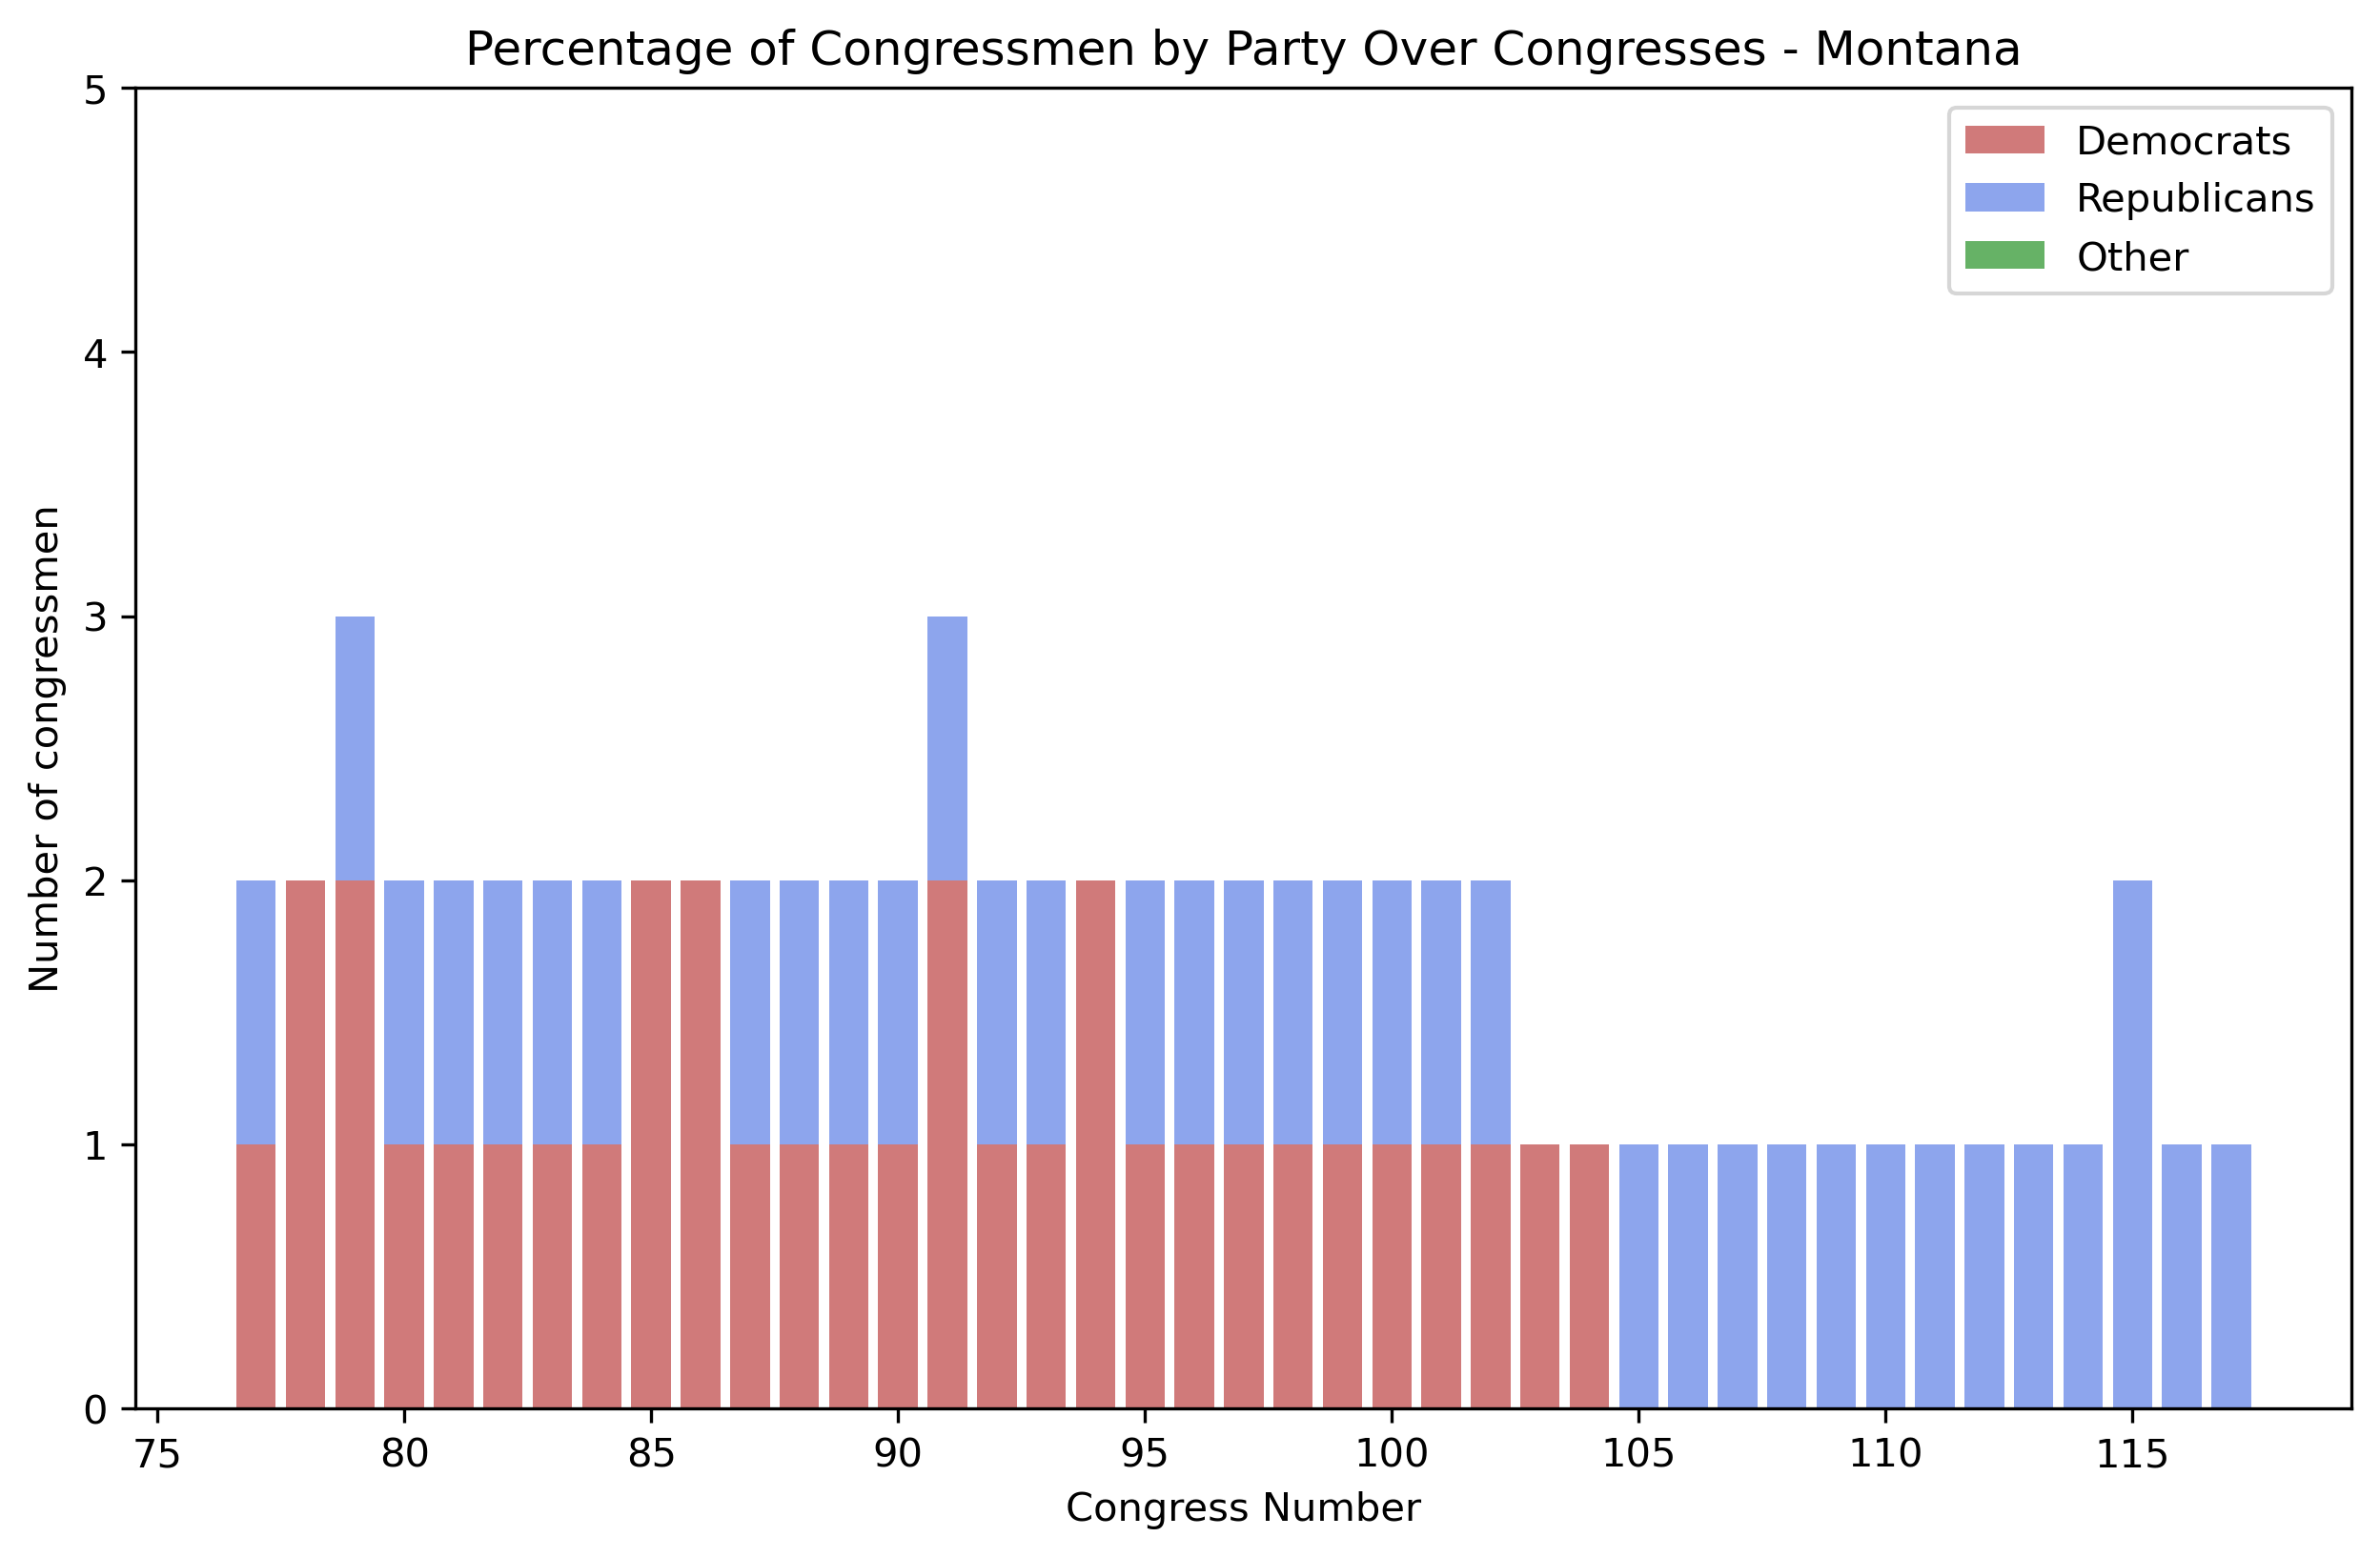 Percentage of Congressmen by Party Over Congresses - Montana
5
4
3
2
1
0
Number of congressmen
Democrats
Republicans
Other
75 80 85 90 95 100 105 110 115
Congress Number